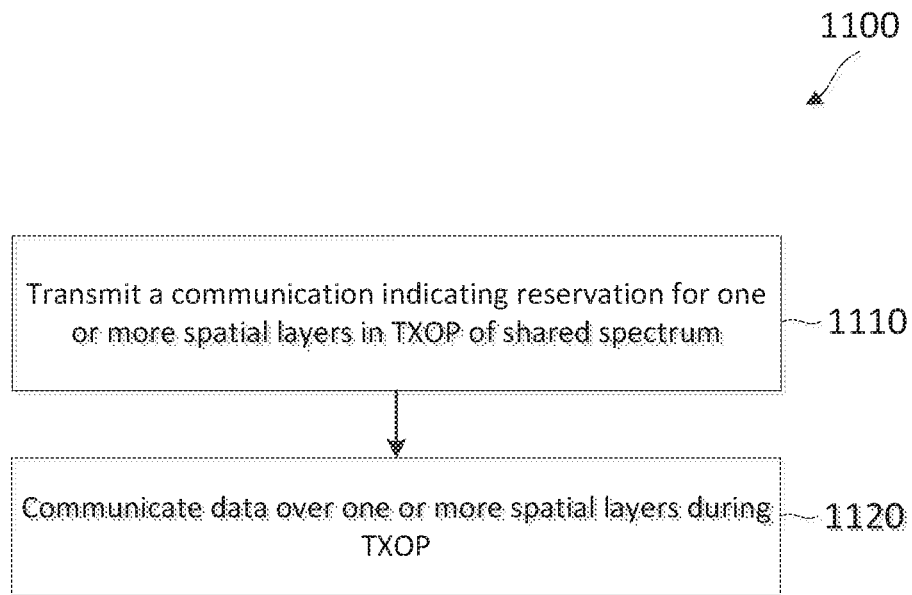 1100
Transmit a communication indicating reservation for one
or more spatial layers in TXOP of shared spectrum
1110
Communicate data over one or more spatial layers during
TXOP
1120